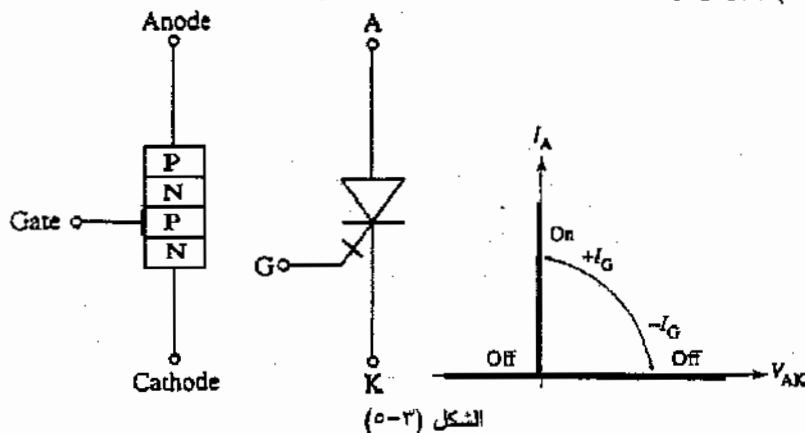 Anode
P
N
P
N
Gate
Cathode
A
G
K
I_A
On
+I_G
−I_G
Off
Off
V_AK
الشكل (٣-٥)